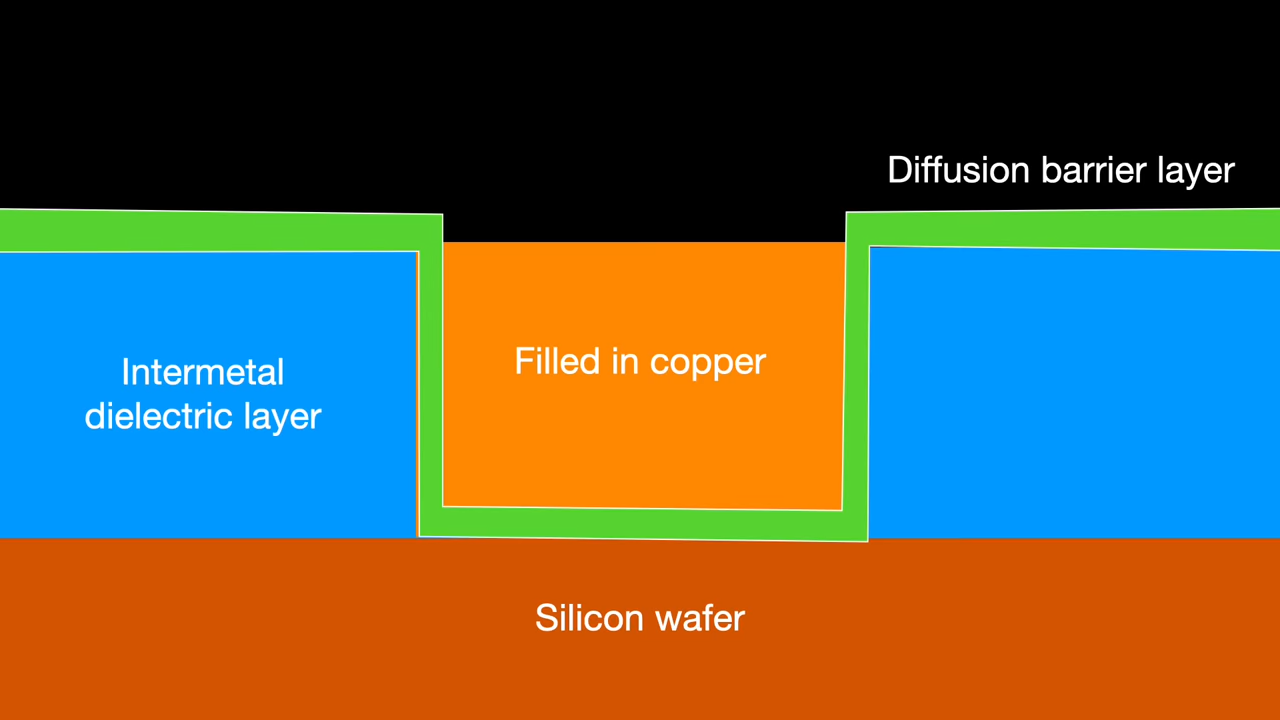 Diffusion barrier layer
Filled in copper
Intermetal
dielectric layer
Silicon wafer